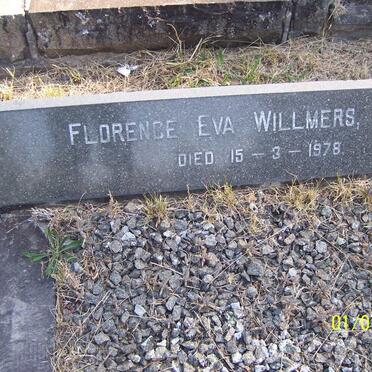 FLORENCE EVA WILLMERS,
DIED 15-3-1978
01/0